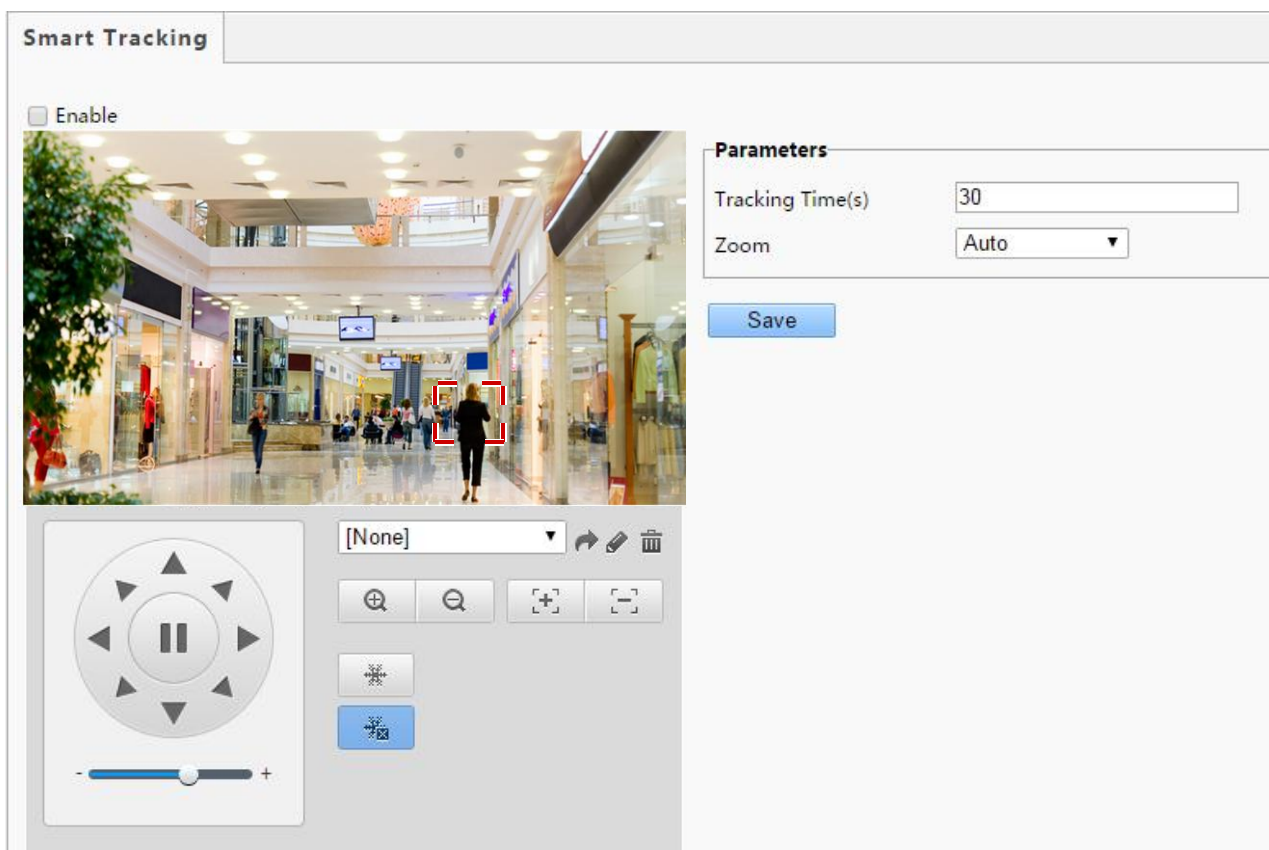 Smart Tracking
Enable
Parameters
Tracking Time(s) 30
Zoom Auto
Save
[None]
- +